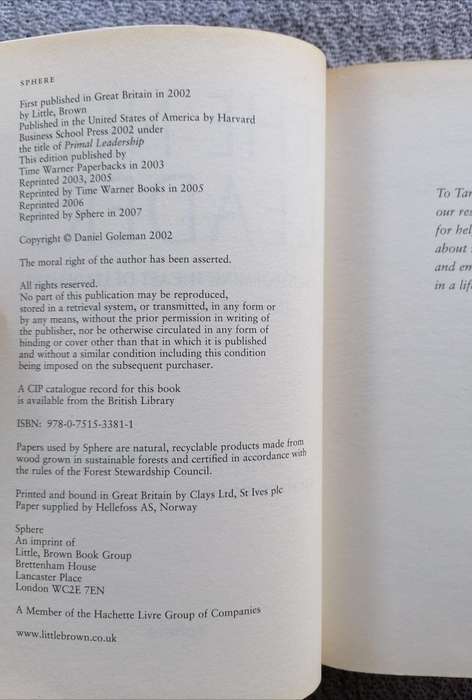 SPHERE
First published in Great Britain in 2002
by Little, Brown
Published in the United States of America by Harvard
Business School Press 2002 under
the title of Primal Leadership
This edition published by
Time Warner Paperbacks in 2003
Reprinted 2003, 2005
Reprinted by Time Warner Books in 2005
Reprinted 2006
Reprinted by Sphere in 2007
Copyright © Daniel Goleman 2002
The moral right of the author has been asserted.
All rights reserved.
No part of this publication may be reproduced,
stored in a retrieval system, or transmitted, in any form or
by any means, without the prior permission in writing of
the publisher, nor be otherwise circulated in any form of
binding or cover other than that in which it is published
and without a similar condition including this condition
being imposed on the subsequent purchaser.
A CIP catalogue record for this book
is available from the British Library
ISBN: 978-0-7515-3381-1
Papers used by Sphere are natural, recyclable products made from
wood grown in sustainable forests and certified in accordance with
the rules of the Forest Stewardship Council.
Printed and bound in Great Britain by Clays Ltd, St Ives plc
Paper supplied by Hellefoss AS, Norway
Sphere
An imprint of
Little, Brown Book Group
Brettenham House
Lancaster Place
London WC2E 7EN
A Member of the Hachette Livre Group of Companies
www.littlebrown.co.uk
To Tar
our res
for hel
about
and en
in a lif